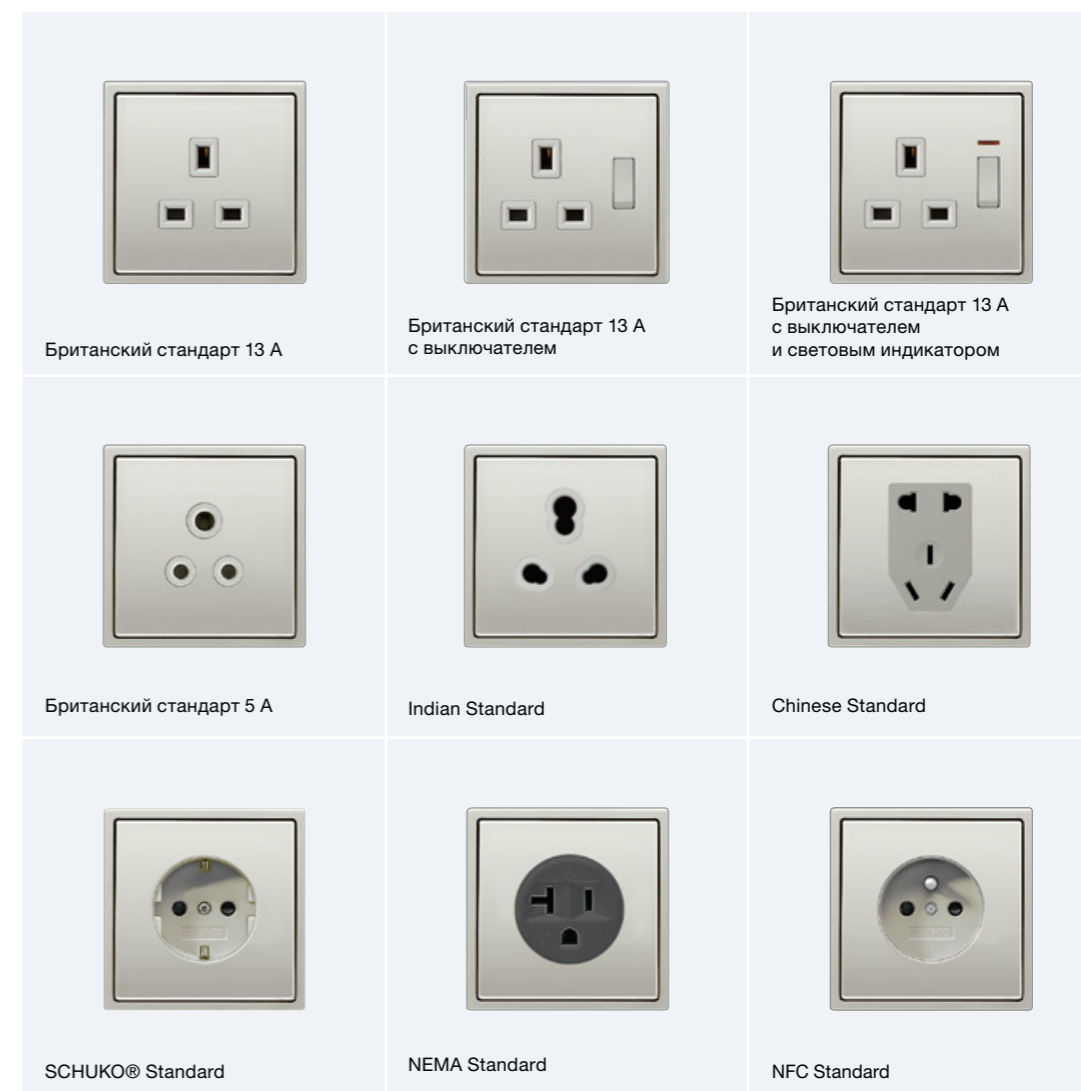 Британский стандарт 13 А
Британский стандарт 13 А
с выключателем
Британский стандарт 13 А
с выключателем
и световым индикатором
Британский стандарт 5 А
Indian Standard
Chinese Standard
SCHUKO® Standard
NEMA Standard
NFC Standard